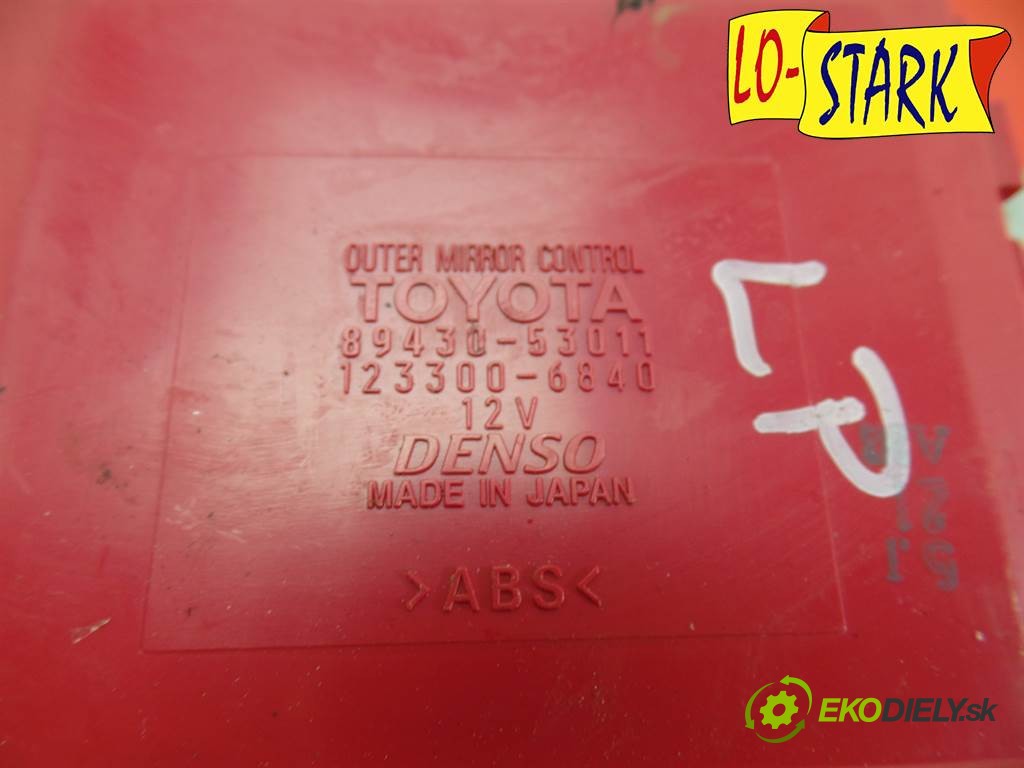 LO-STARK
OUTER MIRROR CONTROL
TOYOTA
89430-53011
123300-6840
12V
DENSO
MADE IN JAPAN
>ABS<
LP
EKODIELY.sk